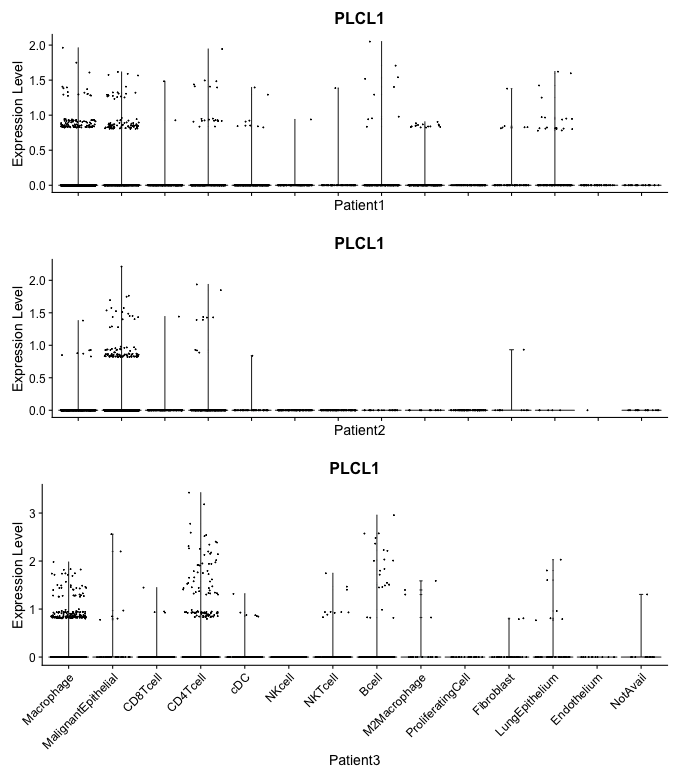 PLCL1
2.0
1.5
1.0
0.5
0.0
Expression Level
Patient1
PLCL1
2.0
1.5
1.0
0.5
0.0
Expression Level
Patient2
PLCL1
3
2
1
0
Expression Level
Macrophage
MalignantEpithelial
CD8Tcell
CD4Tcell
cDC
NKcell
NKTcell
Bcell
M2Macrophage
ProliferatingCell
Fibroblast
LungEpithelium
Endothelium
NotAvail
Patient3